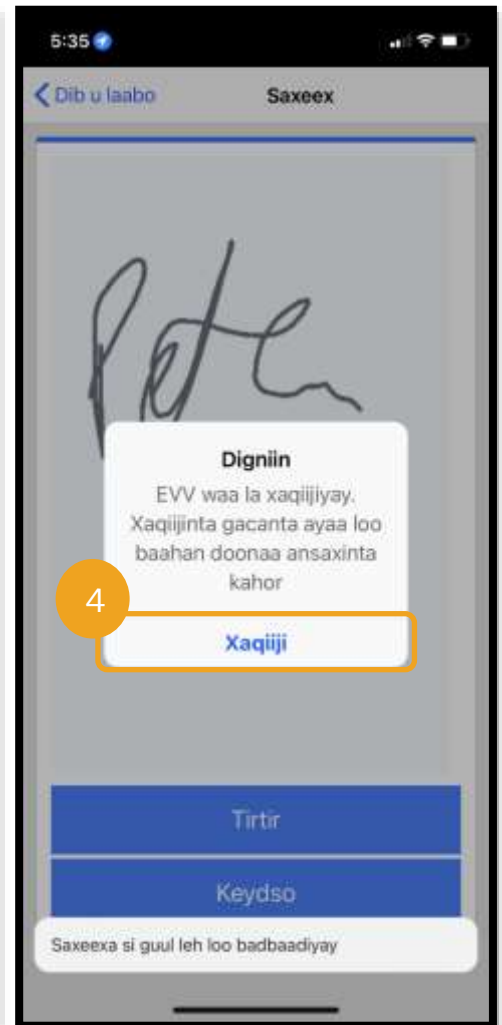 5:35
Dib u laabo Saxeex
Digniin
EVV waa la xaqiijiyay.
Xaqiijinta gacanta ayaa loo
baahan doonaa ansaxinta
kahor
4
Xaqiiji
Tirtir
Keydso
Saxeexa si guul leh loo badbaadiyay